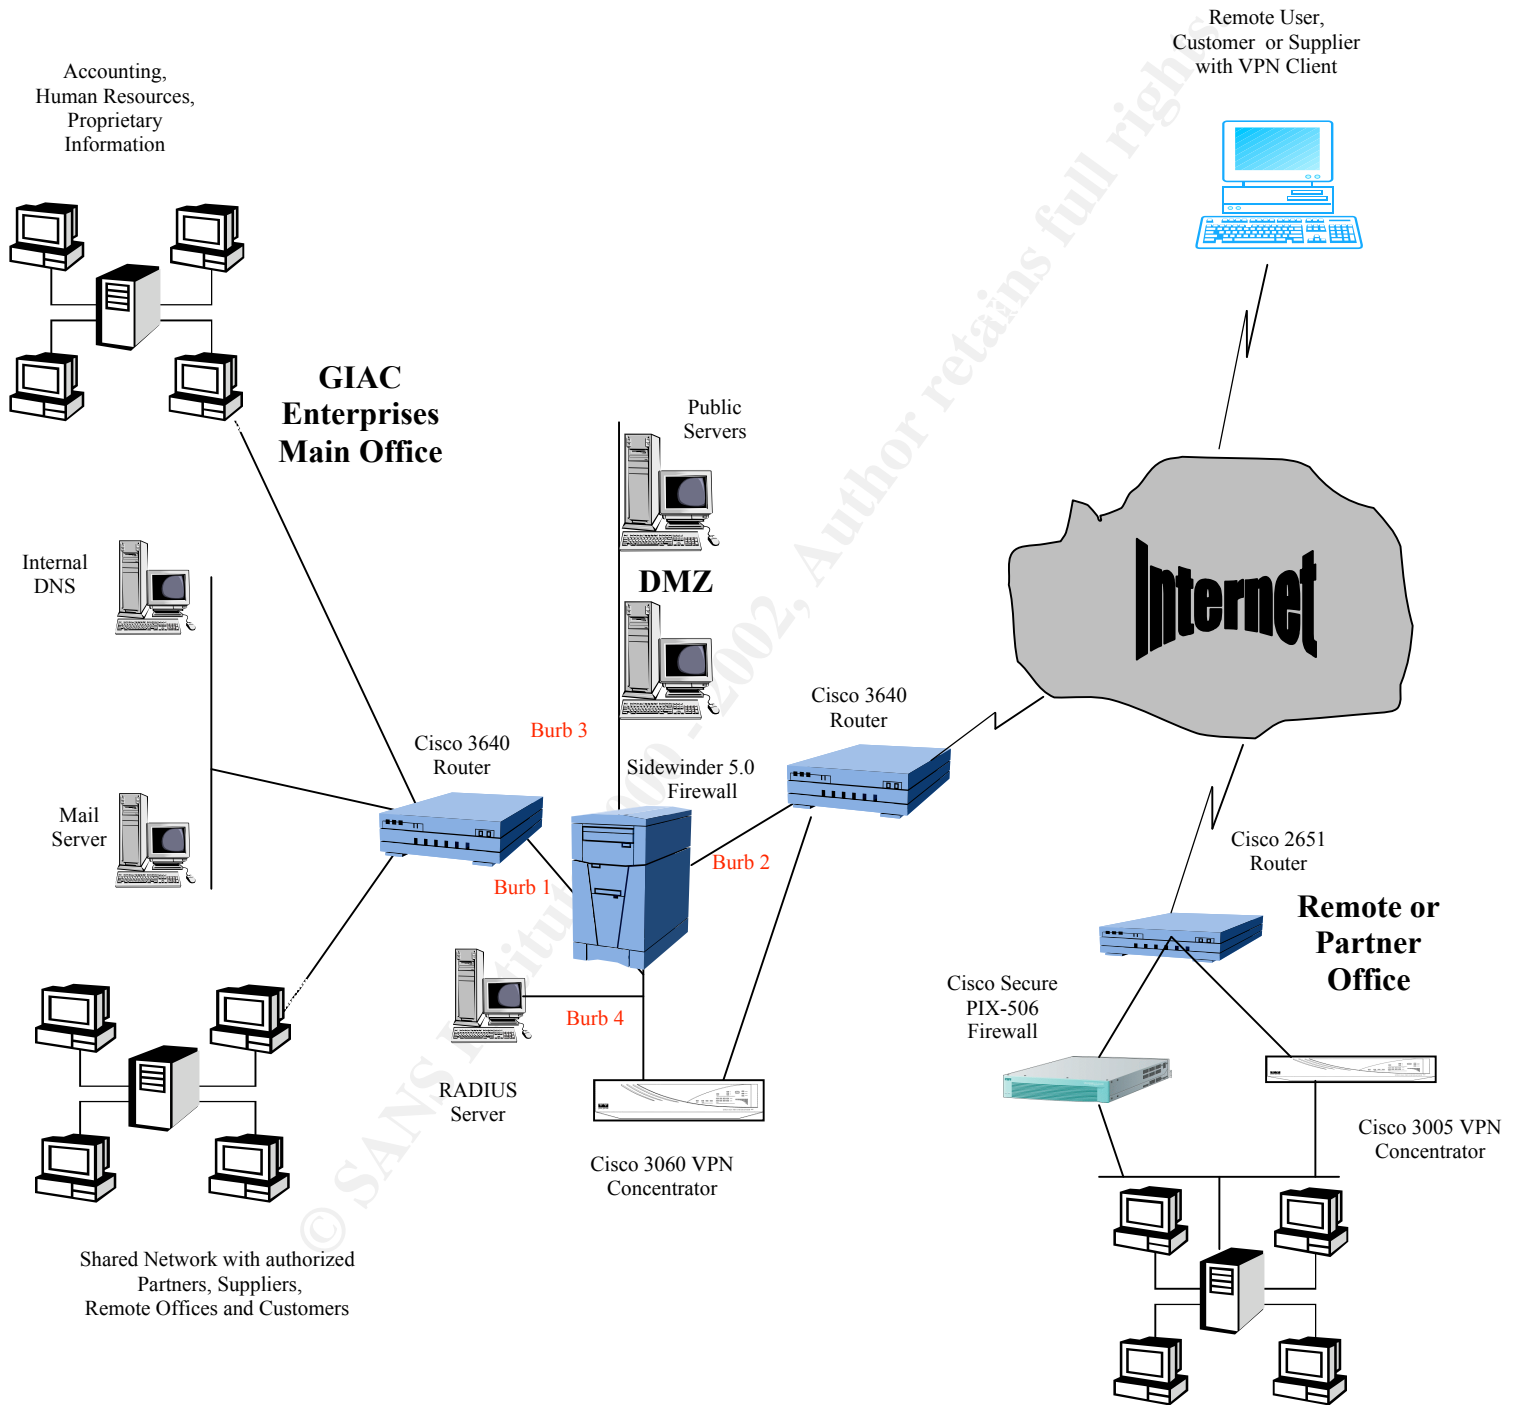 Remote User,
Customer or Supplier
with VPN Client
Accounting,
Human Resources,
Proprietary
Information
GIAC
Enterprises
Main Office
Public
Servers
Internal
DNS
DMZ
Internet
Cisco 3640
Router
Burb 3
Cisco 3640
Router
Sidewinder 5.0
Firewall
Mail
Server
Burb 1
Burb 2
Cisco 2651
Router
Remote or
Partner
Office
Cisco Secure
PIX-506
Firewall
Burb 4
RADIUS
Server
Cisco 3060 VPN
Concentrator
Cisco 3005 VPN
Concentrator
Shared Network with authorized
Partners, Suppliers,
Remote Offices and Customers
© SANS Institute 2000 - 2002, Author retains full rights.